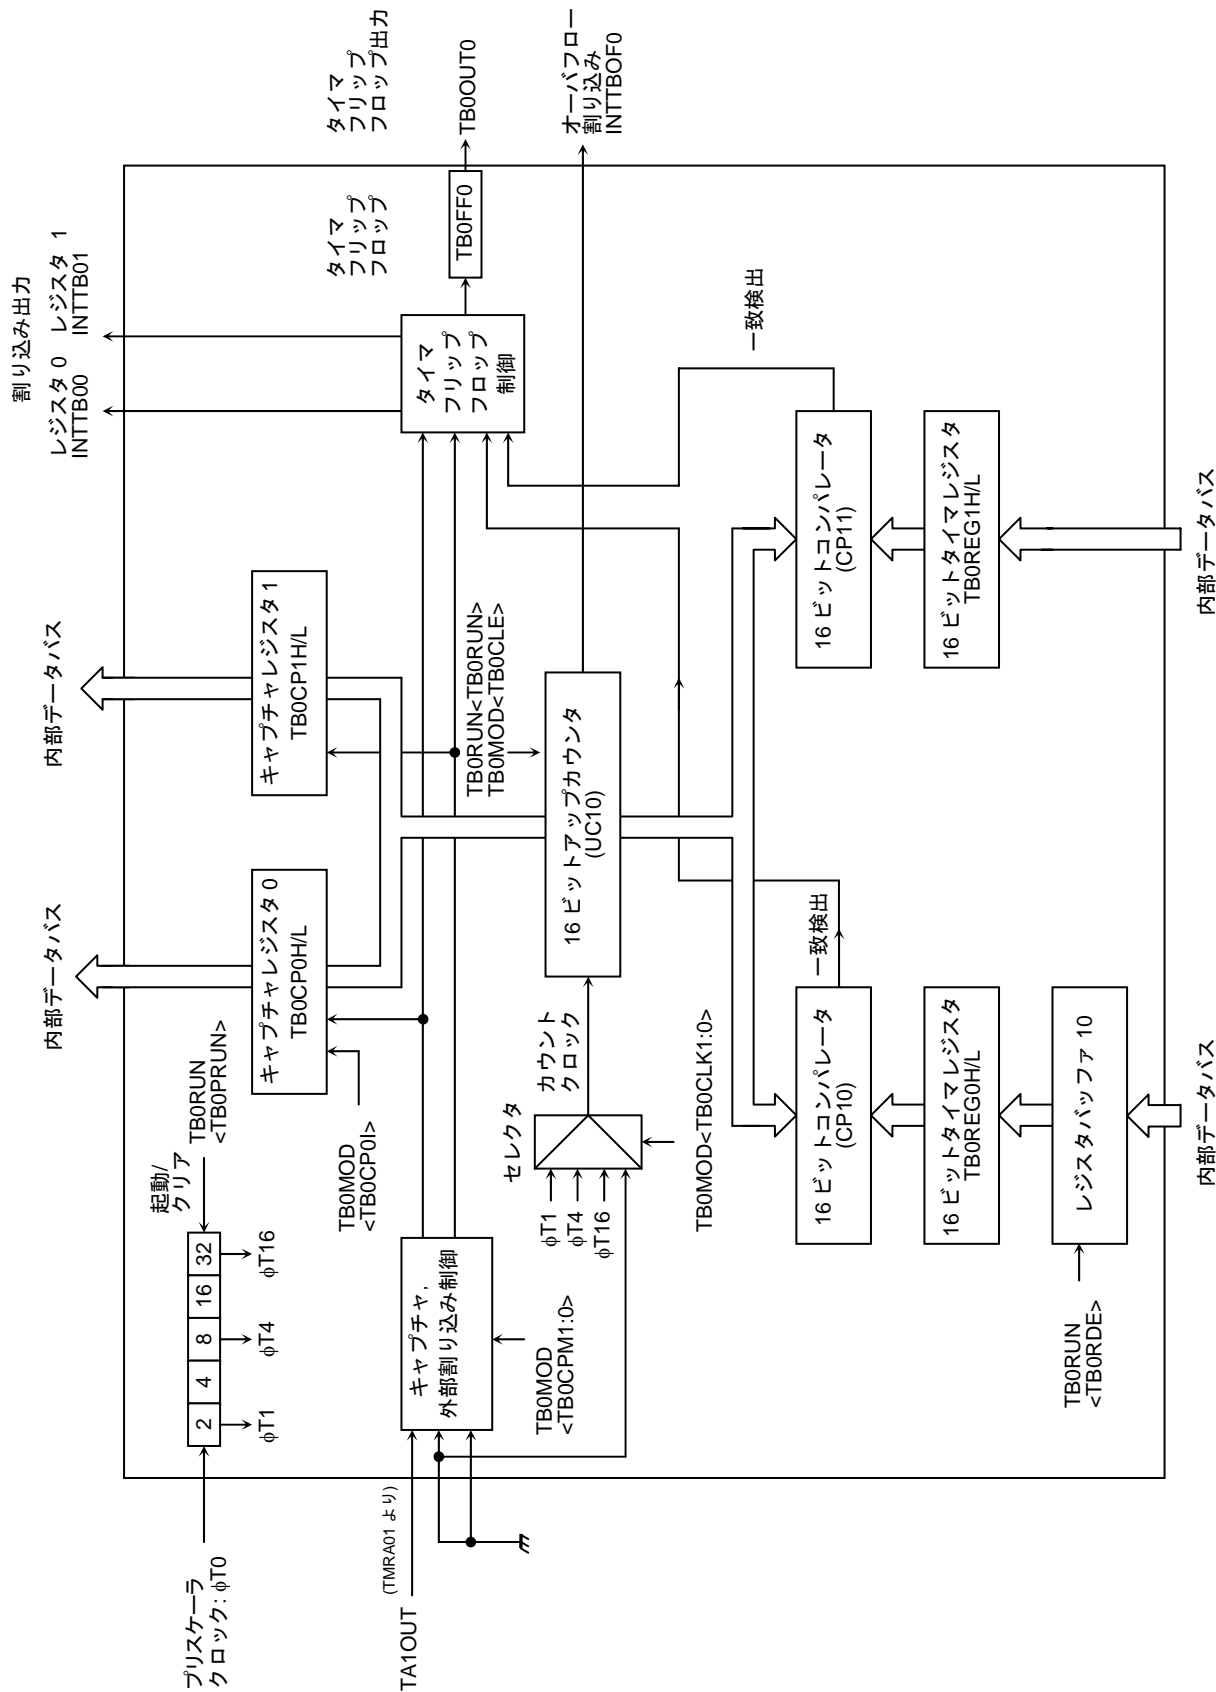 プリスケーラ
クロック: φT0
2 4 8 16 32
φT1
φT4
φT16
起動/
クリア
TB0RUN
<TB0PRUN>
内部データバス
内部データバス
割り込み出力
レジスタ 0
INTTB00
レジスタ 1
INTTB01
キャプチャレジスタ 0
TB0CP0H/L
キャプチャレジスタ 1
TB0CP1H/L
TB0MOD
<TB0CP0I>
TA1OUT
(TMRA01 より)
キャプチャ,
外部割り込み制御
TB0MOD
<TB0CPM1:0>
タイマ
フリップ
フロップ
制御
タイマ
フリップ
フロップ
TB0FF0
タイマ
フリップ
フロップ出力
TB0OUT0
セレクタ
φT1
φT4
φT16
カウント
クロック
TB0MOD<TB0CLK1:0>
TB0RUN<TB0RUN>
TB0MOD<TB0CLE>
16 ビットアップカウンタ
(UC10)
オーバフロー
割り込み
INTTBOF0
一致検出
一致検出
16 ビットコンパレータ
(CP10)
16 ビットコンパレータ
(CP11)
16 ビットタイマレジスタ
TB0REG0H/L
16 ビットタイマレジスタ
TB0REG1H/L
レジスタバッファ 10
TB0RUN
<TB0RDE>
内部データバス
内部データバス